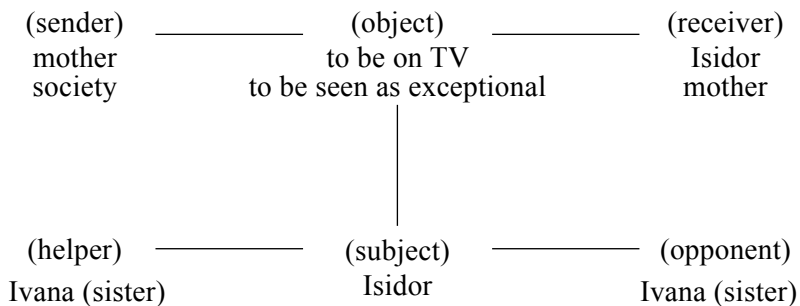 (sender) (object) (receiver)
mother to be on TV Isidor
society to be seen as exceptional mother
(helper) (subject) (opponent)
Ivana (sister) Isidor Ivana (sister)